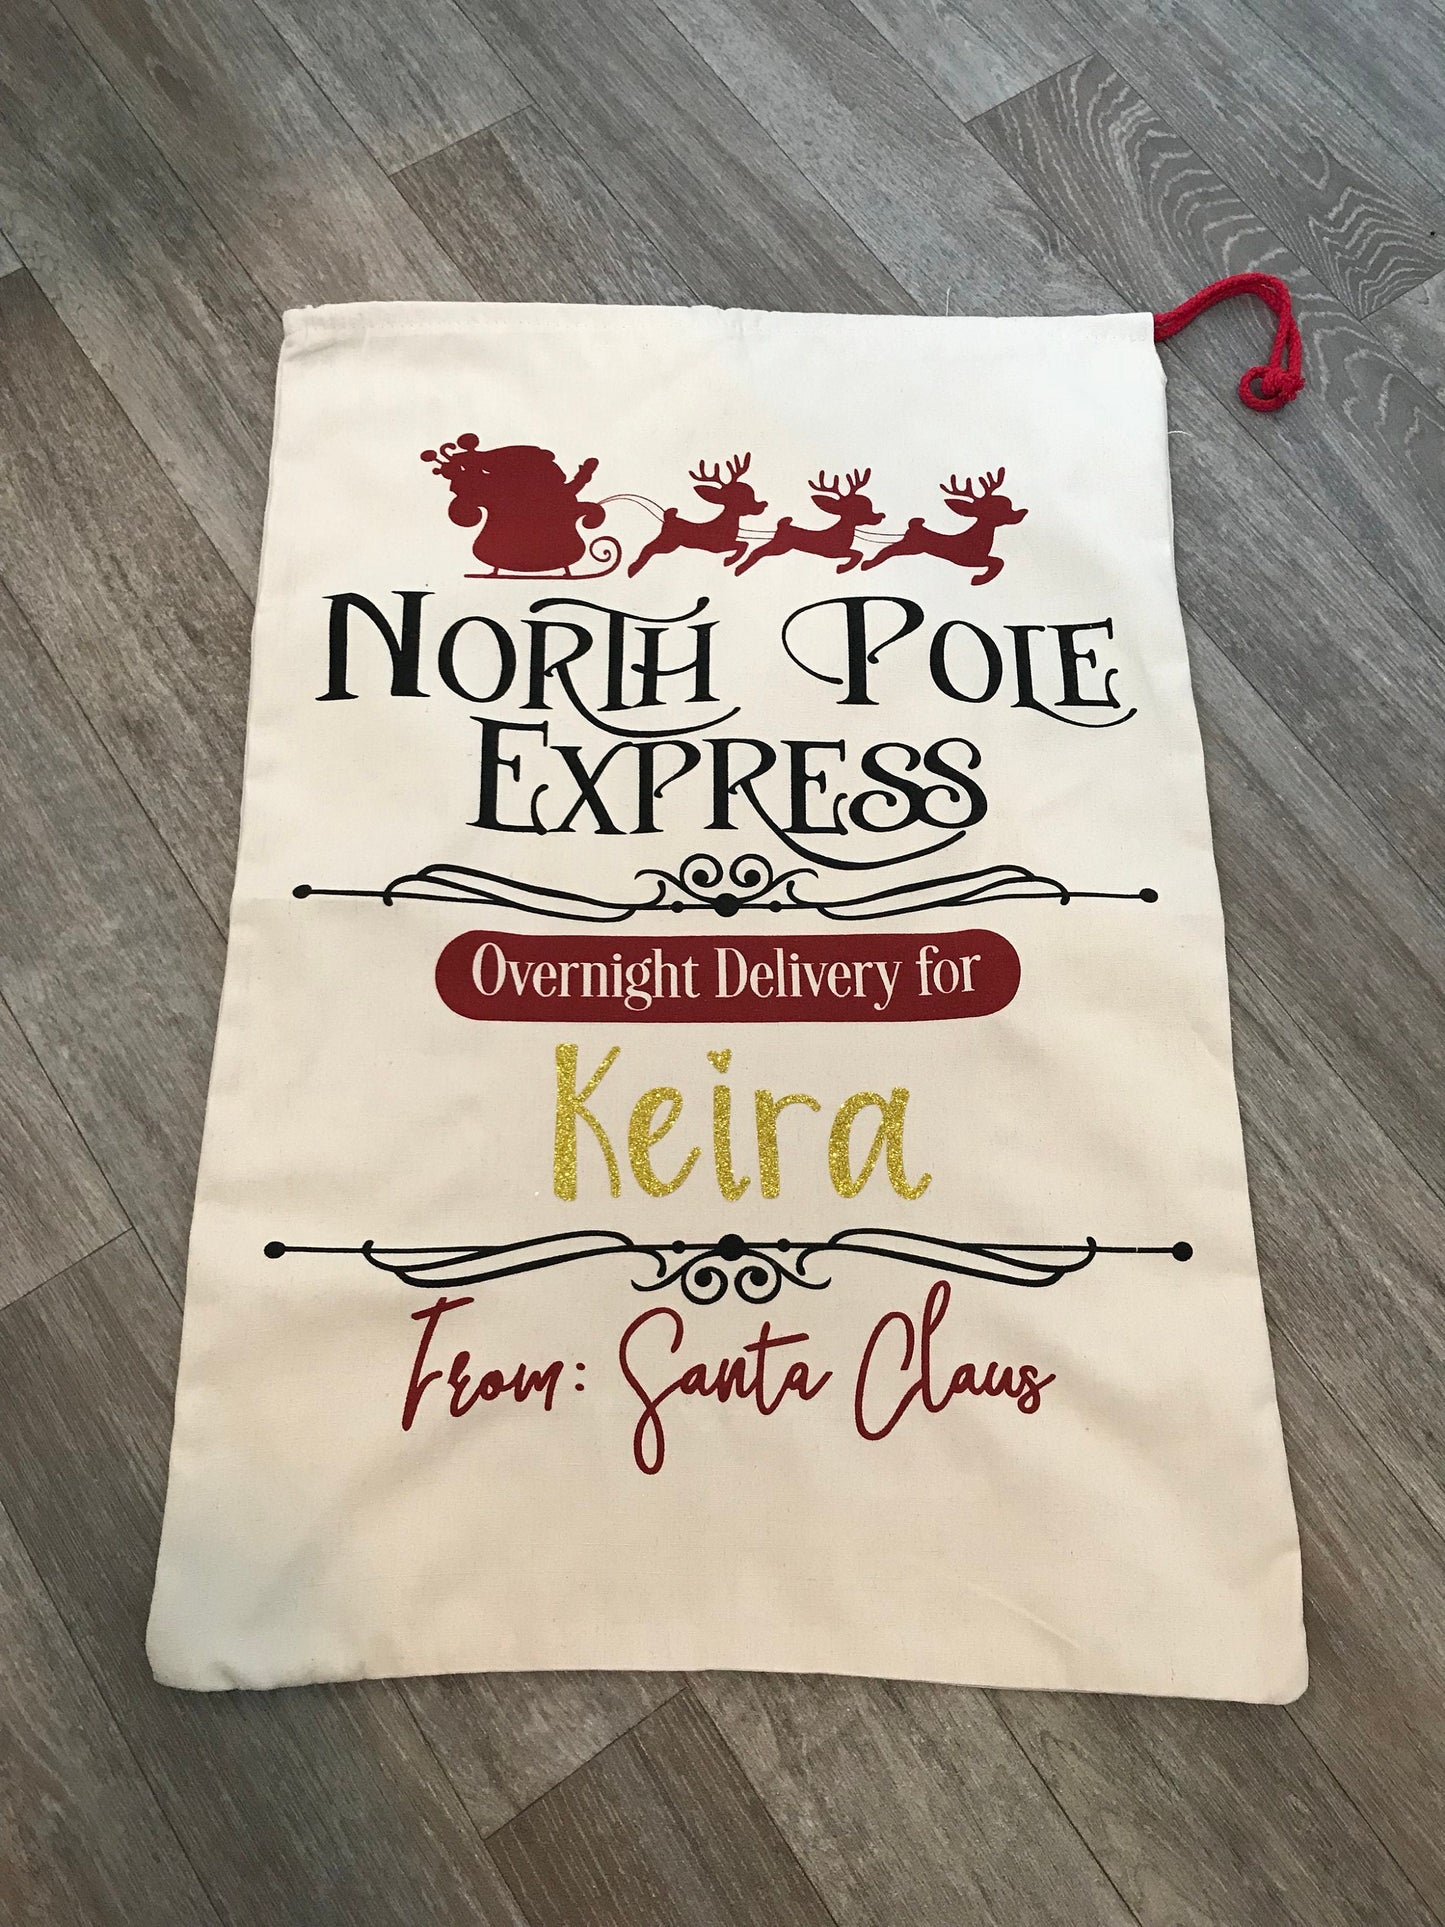 North Pole
Express
Overnight Delivery for
Keira
From: Santa Claus